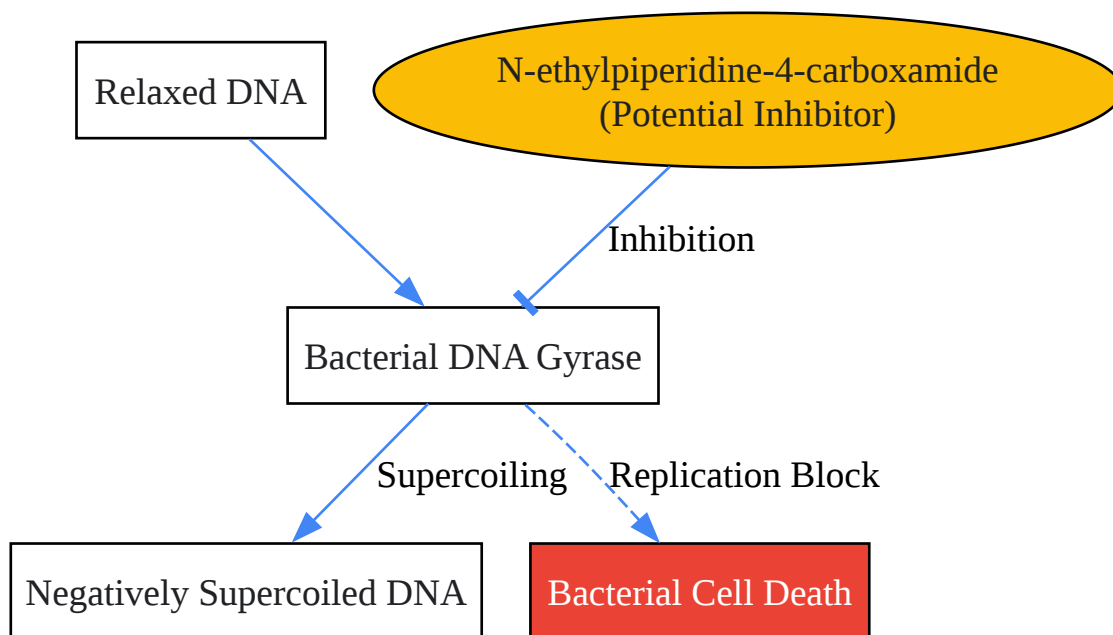 Relaxed DNA
N-ethylpiperidine-4-carboxamide
(Potential Inhibitor)
Inhibition
Bacterial DNA Gyrase
Supercoiling
Replication Block
Negatively Supercoiled DNA
Bacterial Cell Death